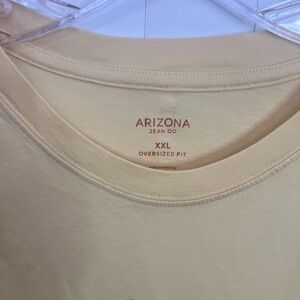 ARIZONA
JEAN CO
XXL
OVERSIZED FIT